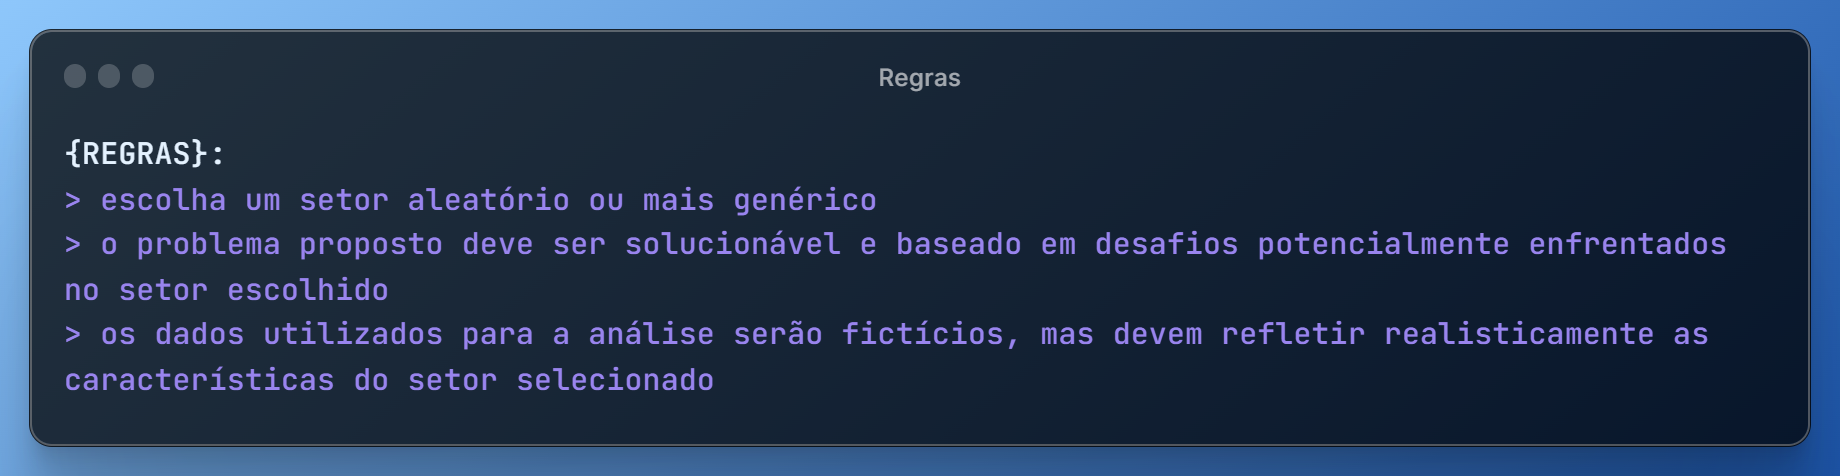 Regras
{REGRAS}:
> escolha um setor aleatório ou mais genérico
> o problema proposto deve ser solucionável e baseado em desafios potencialmente enfrentados
no setor escolhido
> os dados utilizados para a análise serão fictícios, mas devem refletir realisticamente as
características do setor selecionado